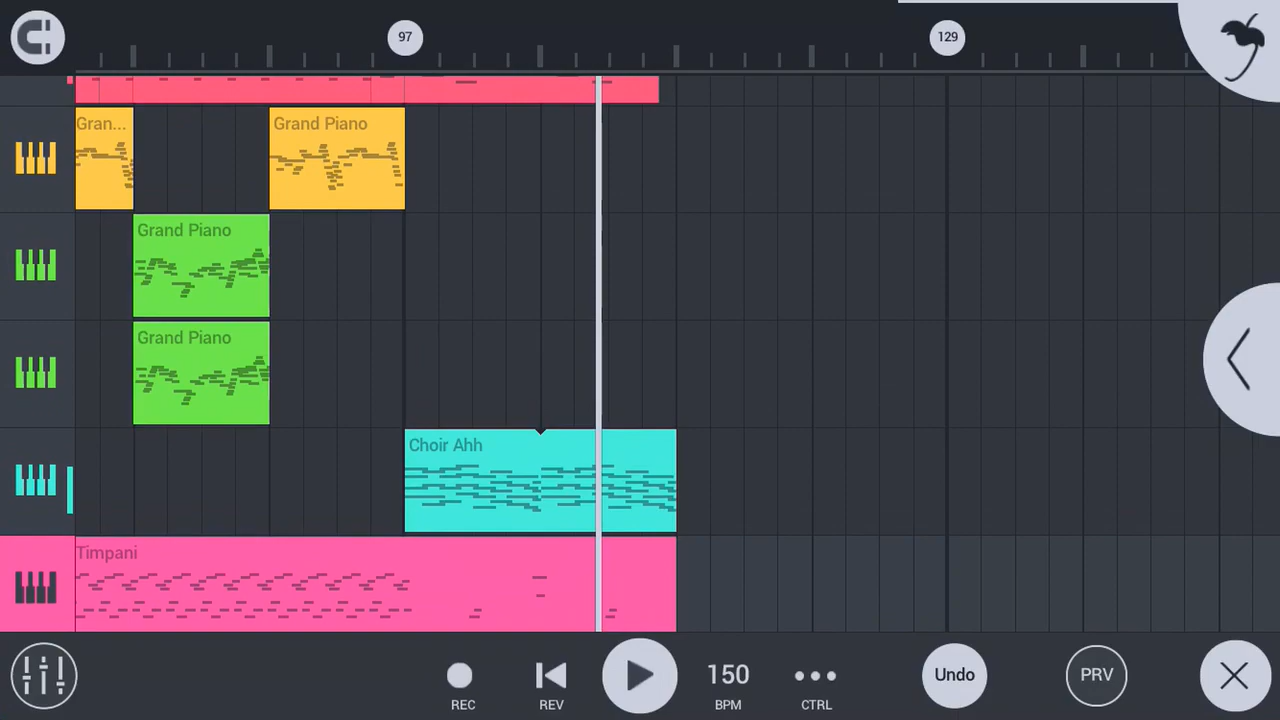 97
129
Gran...
Grand Piano
Grand Piano
Grand Piano
Choir Ahh
Timpani
150
Undo
PRV
REC
REV
BPM
CTRL